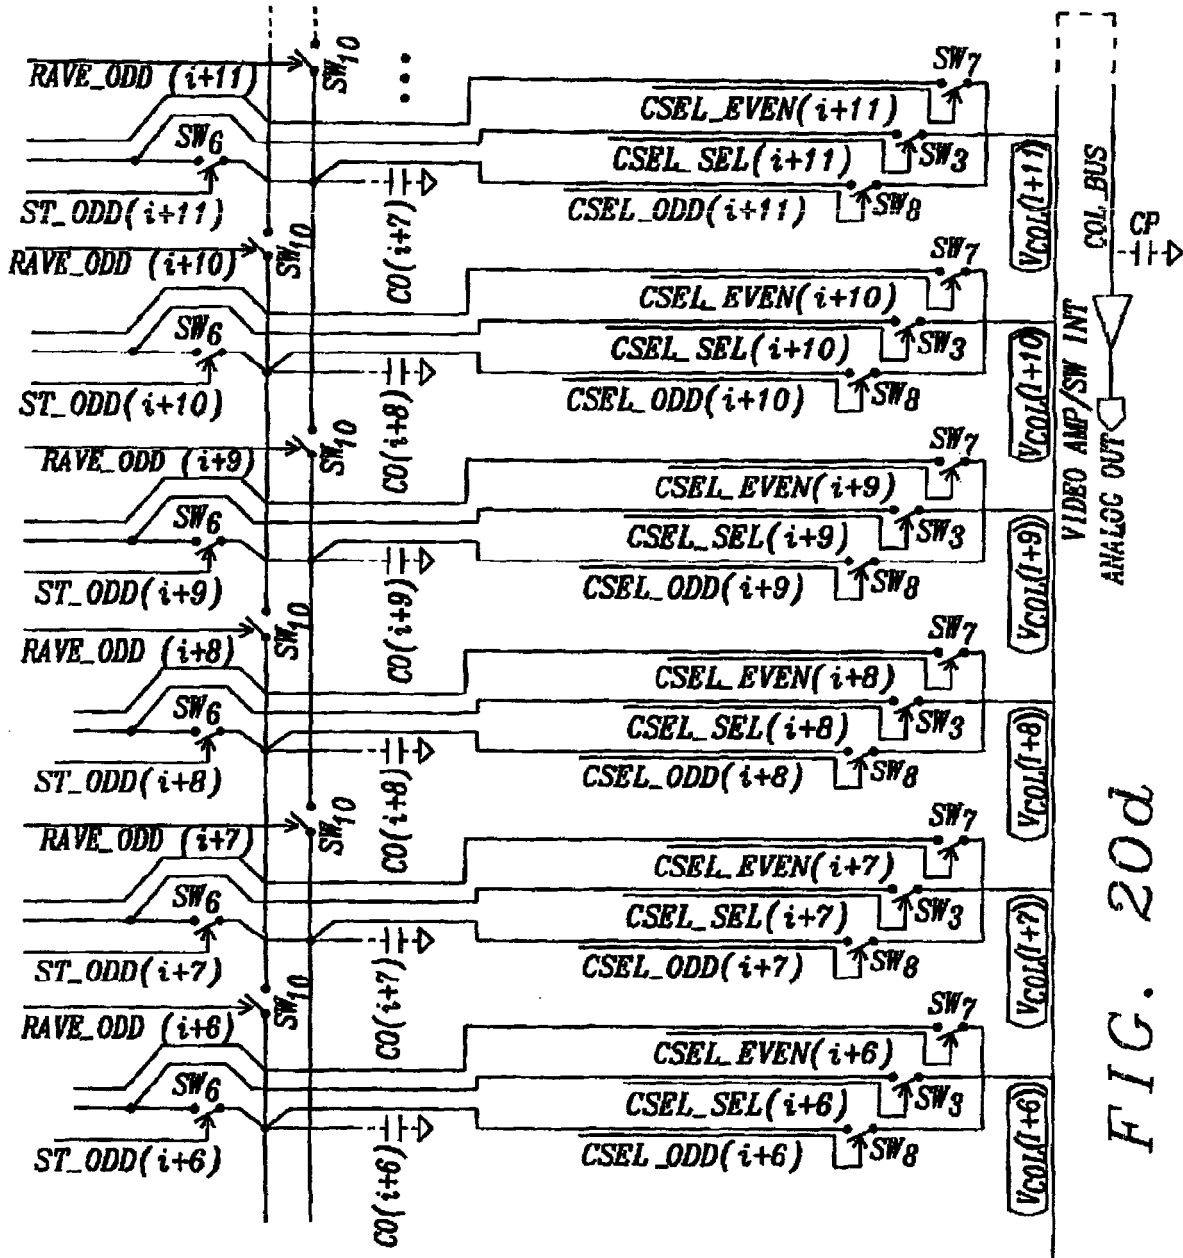 RAVE_ODD (i+11)
SW10
SW7
CSEL_EVEN(i+11)
SW6
CSEL_SEL(i+11)
SW3
ST_ODD(i+11)
CO(i+7)
CSEL_ODD(i+11)
SW8
VCOL(I+11)
COL_BUS
CP
RAVE_ODD (i+10)
SW10
SW7
CSEL_EVEN(i+10)
SW6
CSEL_SEL(i+10)
SW3
ST_ODD(i+10)
CO(i+8)
CSEL_ODD(i+10)
SW8
VCOL(I+10)
VIDEO AMP/SW INT
ANALOG OUT
RAVE_ODD (i+9)
SW10
SW7
CSEL_EVEN(i+9)
SW6
CSEL_SEL(i+9)
SW3
ST_ODD(i+9)
CO(i+9)
CSEL_ODD(i+9)
SW8
VCOL(I+9)
RAVE_ODD (i+8)
SW10
SW7
CSEL_EVEN(i+8)
SW6
CSEL_SEL(i+8)
SW3
ST_ODD(i+8)
CO(i+8)
CSEL_ODD(i+8)
SW8
VCOL(I+8)
RAVE_ODD (i+7)
SW10
SW7
CSEL_EVEN(i+7)
SW6
CSEL_SEL(i+7)
SW3
ST_ODD(i+7)
CO(i+7)
CSEL_ODD(i+7)
SW8
VCOL(I+7)
RAVE_ODD (i+6)
SW10
SW7
CSEL_EVEN(i+6)
SW6
CSEL_SEL(i+6)
SW3
ST_ODD(i+6)
CO(i+6)
CSEL_ODD(i+6)
SW8
VCOL(I+6)
FIG. 20d